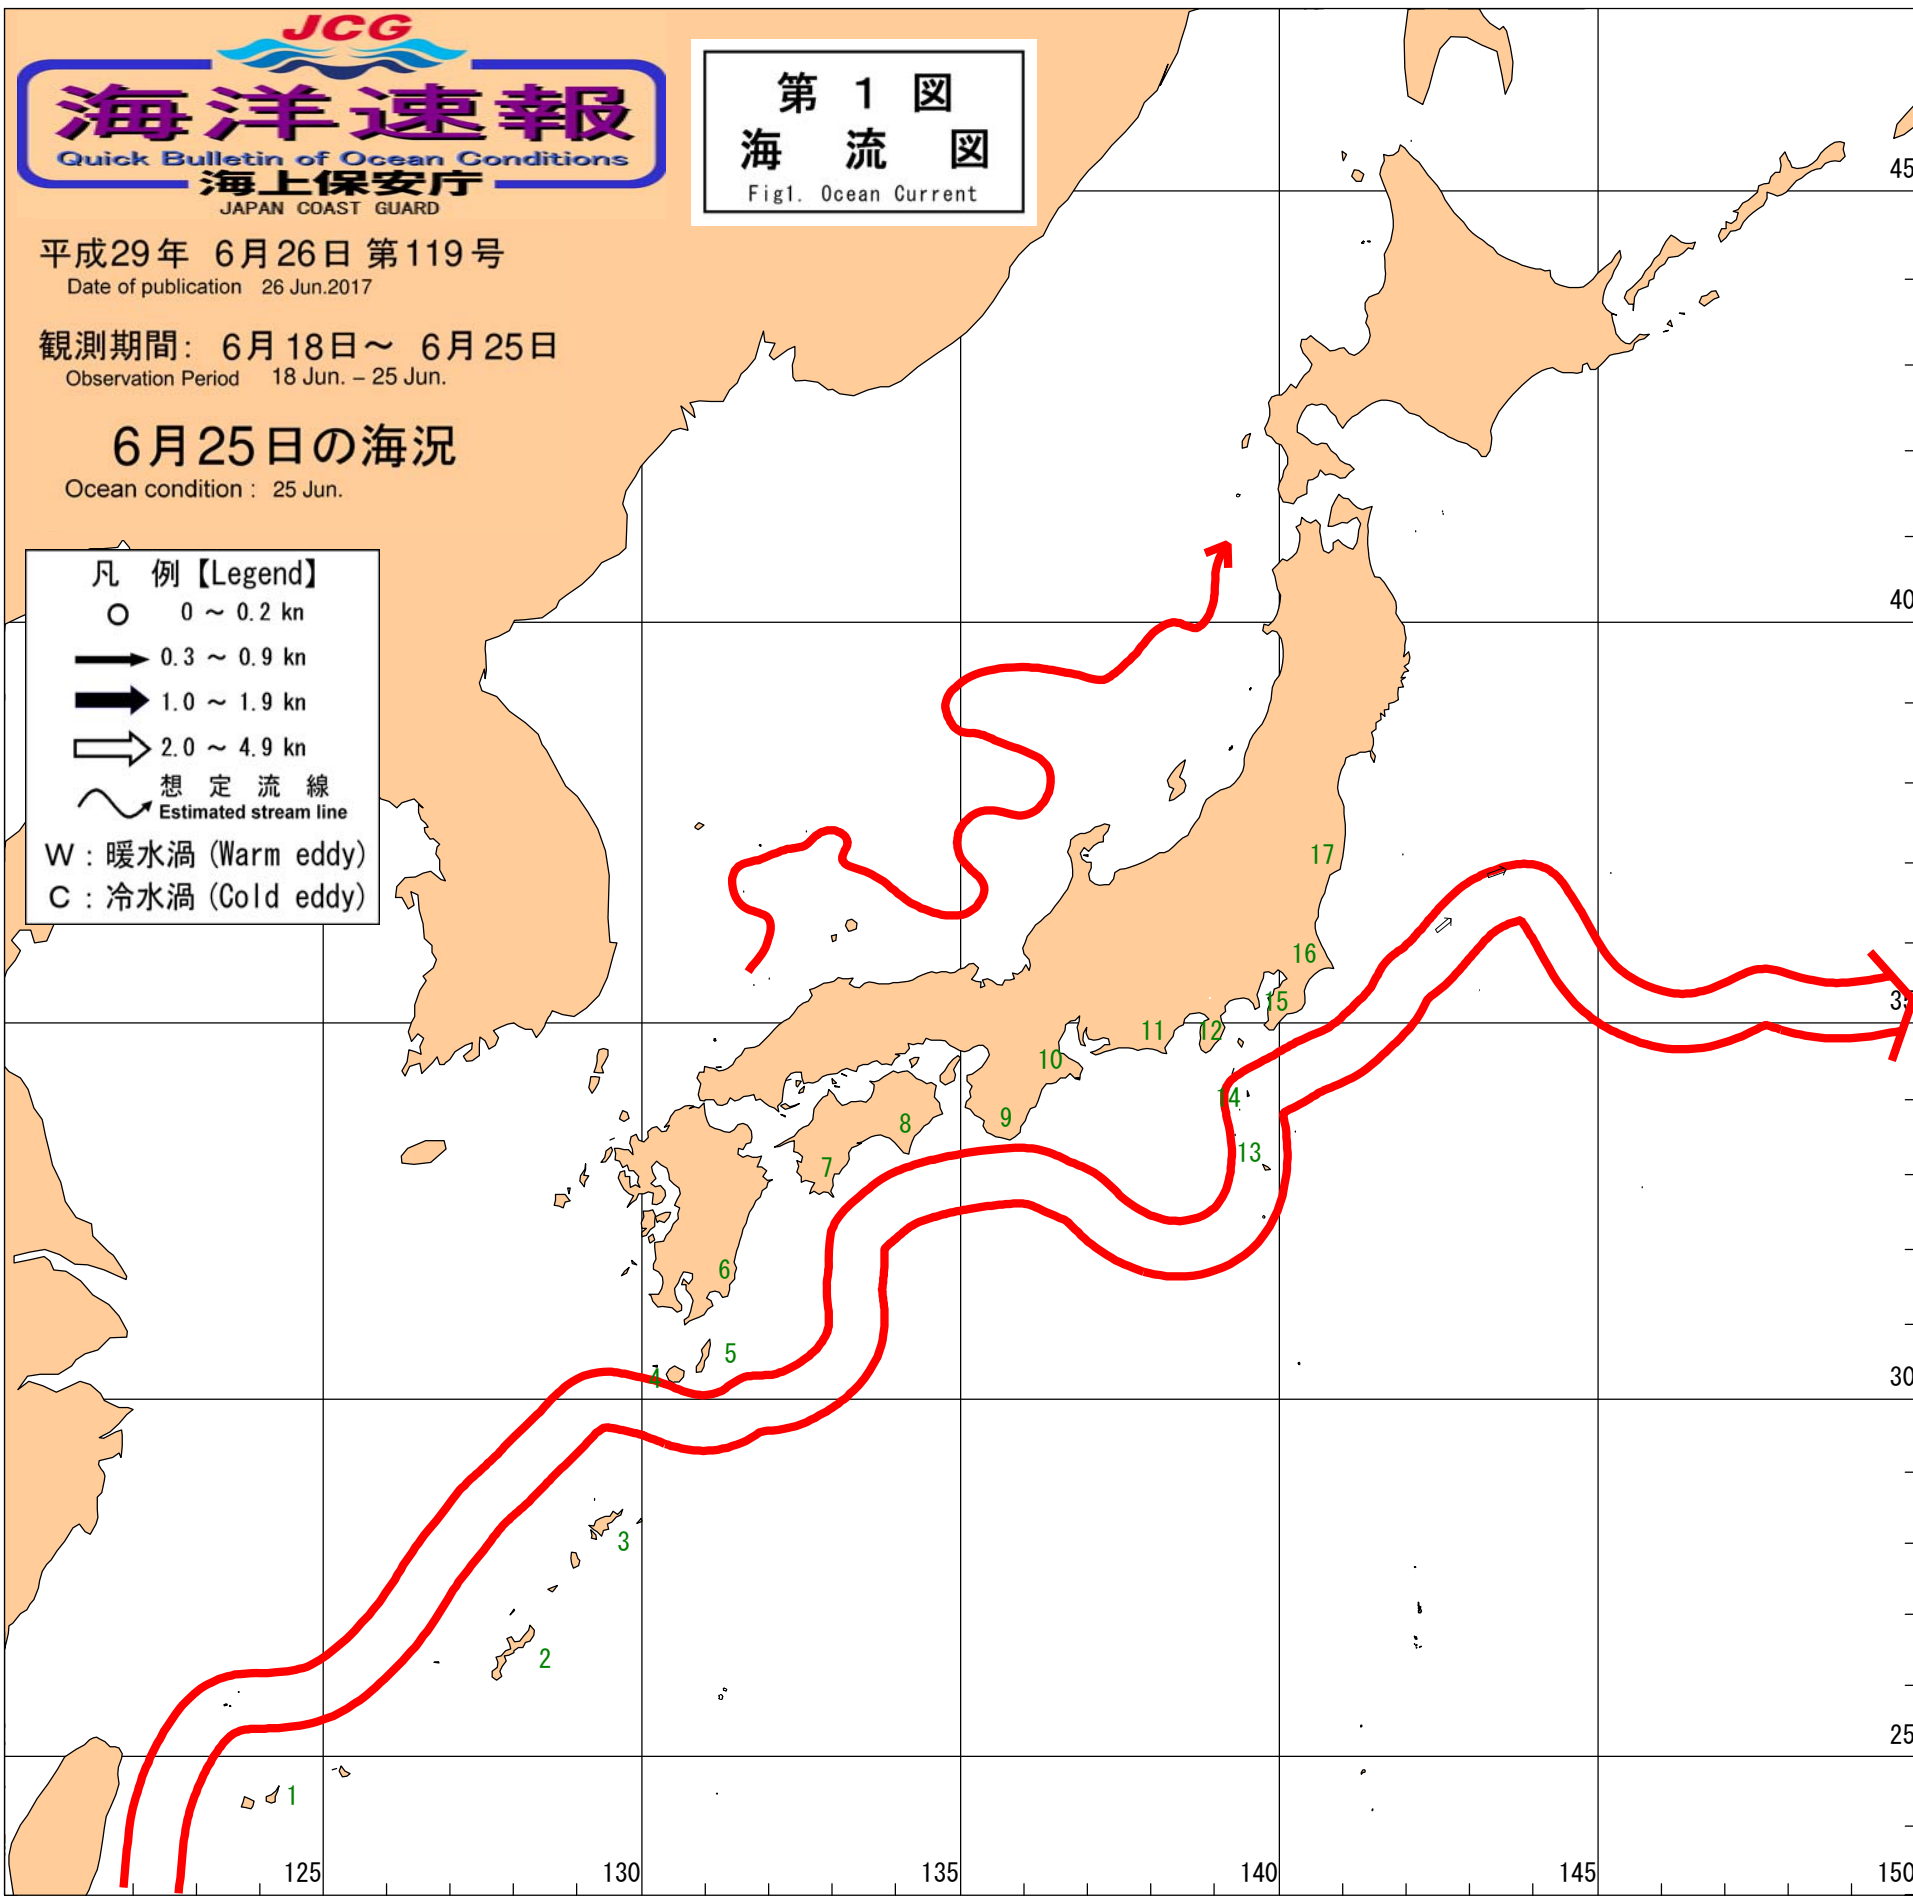 JCG
海洋速報
Quick Bulletin of Ocean Conditions
海上保安庁
JAPAN COAST GUARD
第 1 図
海 流 図
Fig1. Ocean Current
平成29年 6月26日 第119号
Date of publication 26 Jun.2017
観測期間: 6月18日～ 6月25日
Observation Period 18 Jun. – 25 Jun.
6月25日の海況
Ocean condition : 25 Jun.
凡 例【Legend】
0 ～ 0.2 kn
0.3 ～ 0.9 kn
1.0 ～ 1.9 kn
2.0 ～ 4.9 kn
想 定 流 線
Estimated stream line
W : 暖水渦 (Warm eddy)
C : 冷水渦 (Cold eddy)
45
40
17
16
35
15
11
12
10
14
9
8
13
7
6
5
4
30
3
2
25
1
125
130
135
140
145
150